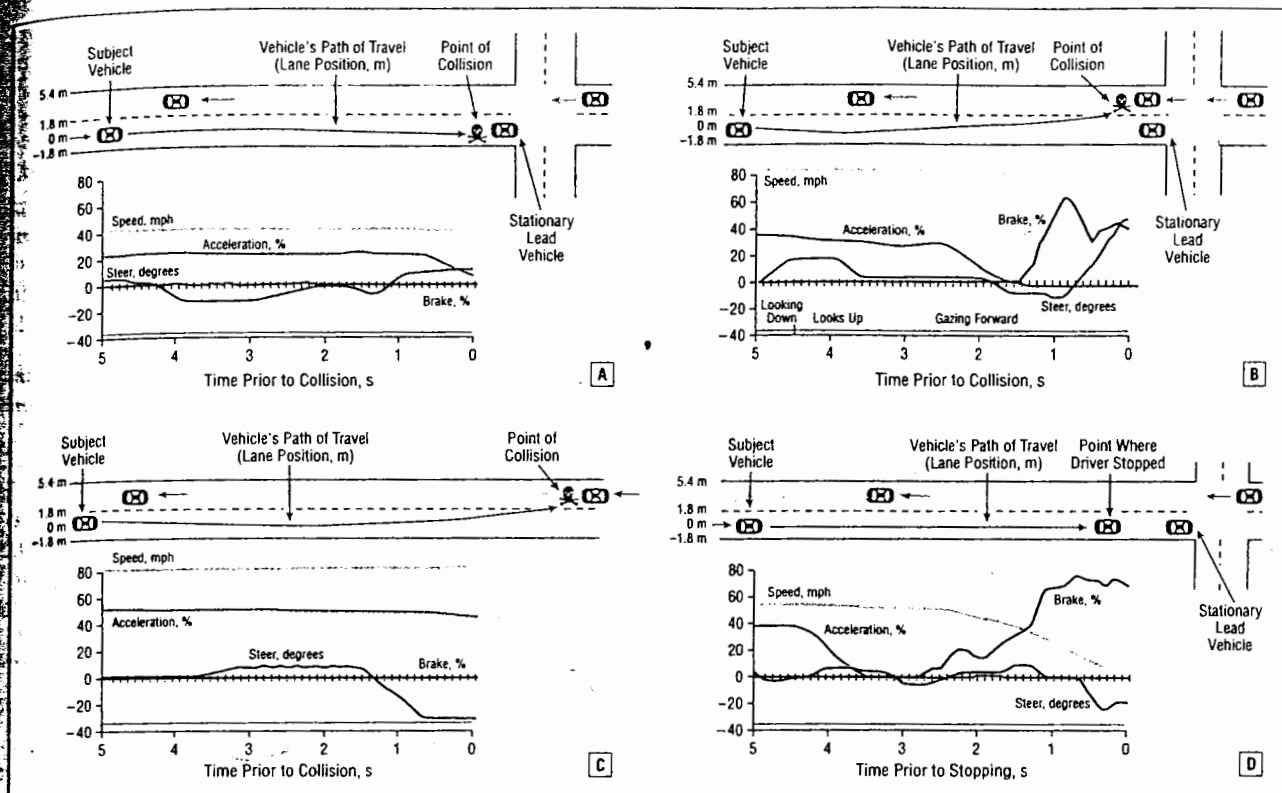 Subject
Vehicle
Vehicle's Path of Travel
(Lane Position, m)
Point of
Collision
5.4 m
1.8 m
0 m
-1.8 m
Stationary
Lead
Vehicle
80
60
40
20
0
-20
-40
Speed, mph
Acceleration, %
Steer, degrees
Brake, %
5 4 3 2 1 0
Time Prior to Collision, s
A
Subject
Vehicle
Vehicle's Path of Travel
(Lane Position, m)
Point of
Collision
5.4 m
1.8 m
0 m
-1.8 m
Stationary
Lead
Vehicle
80
60
40
20
0
-20
-40
Speed, mph
Acceleration, %
Brake, %
Steer, degrees
Looking
Down
Looks Up
Gazing Forward
5 4 3 2 1 0
Time Prior to Collision, s
B
Subject
Vehicle
Vehicle's Path of Travel
(Lane Position, m)
Point of
Collision
5.4 m
1.8 m
0 m
-1.8 m
Speed, mph
80
60
40
20
0
-20
-40
Acceleration, %
Steer, degrees
Brake, %
5 4 3 2 1 0
Time Prior to Collision, s
C
Subject
Vehicle
Vehicle's Path of Travel
(Lane Position, m)
Point Where
Driver Stopped
5.4 m
1.8 m
0 m
-1.8 m
Stationary
Lead
Vehicle
80
60
40
20
0
-20
-40
Speed, mph
Acceleration, %
Brake, %
Steer, degrees
5 4 3 2 1 0
Time Prior to Stopping, s
D